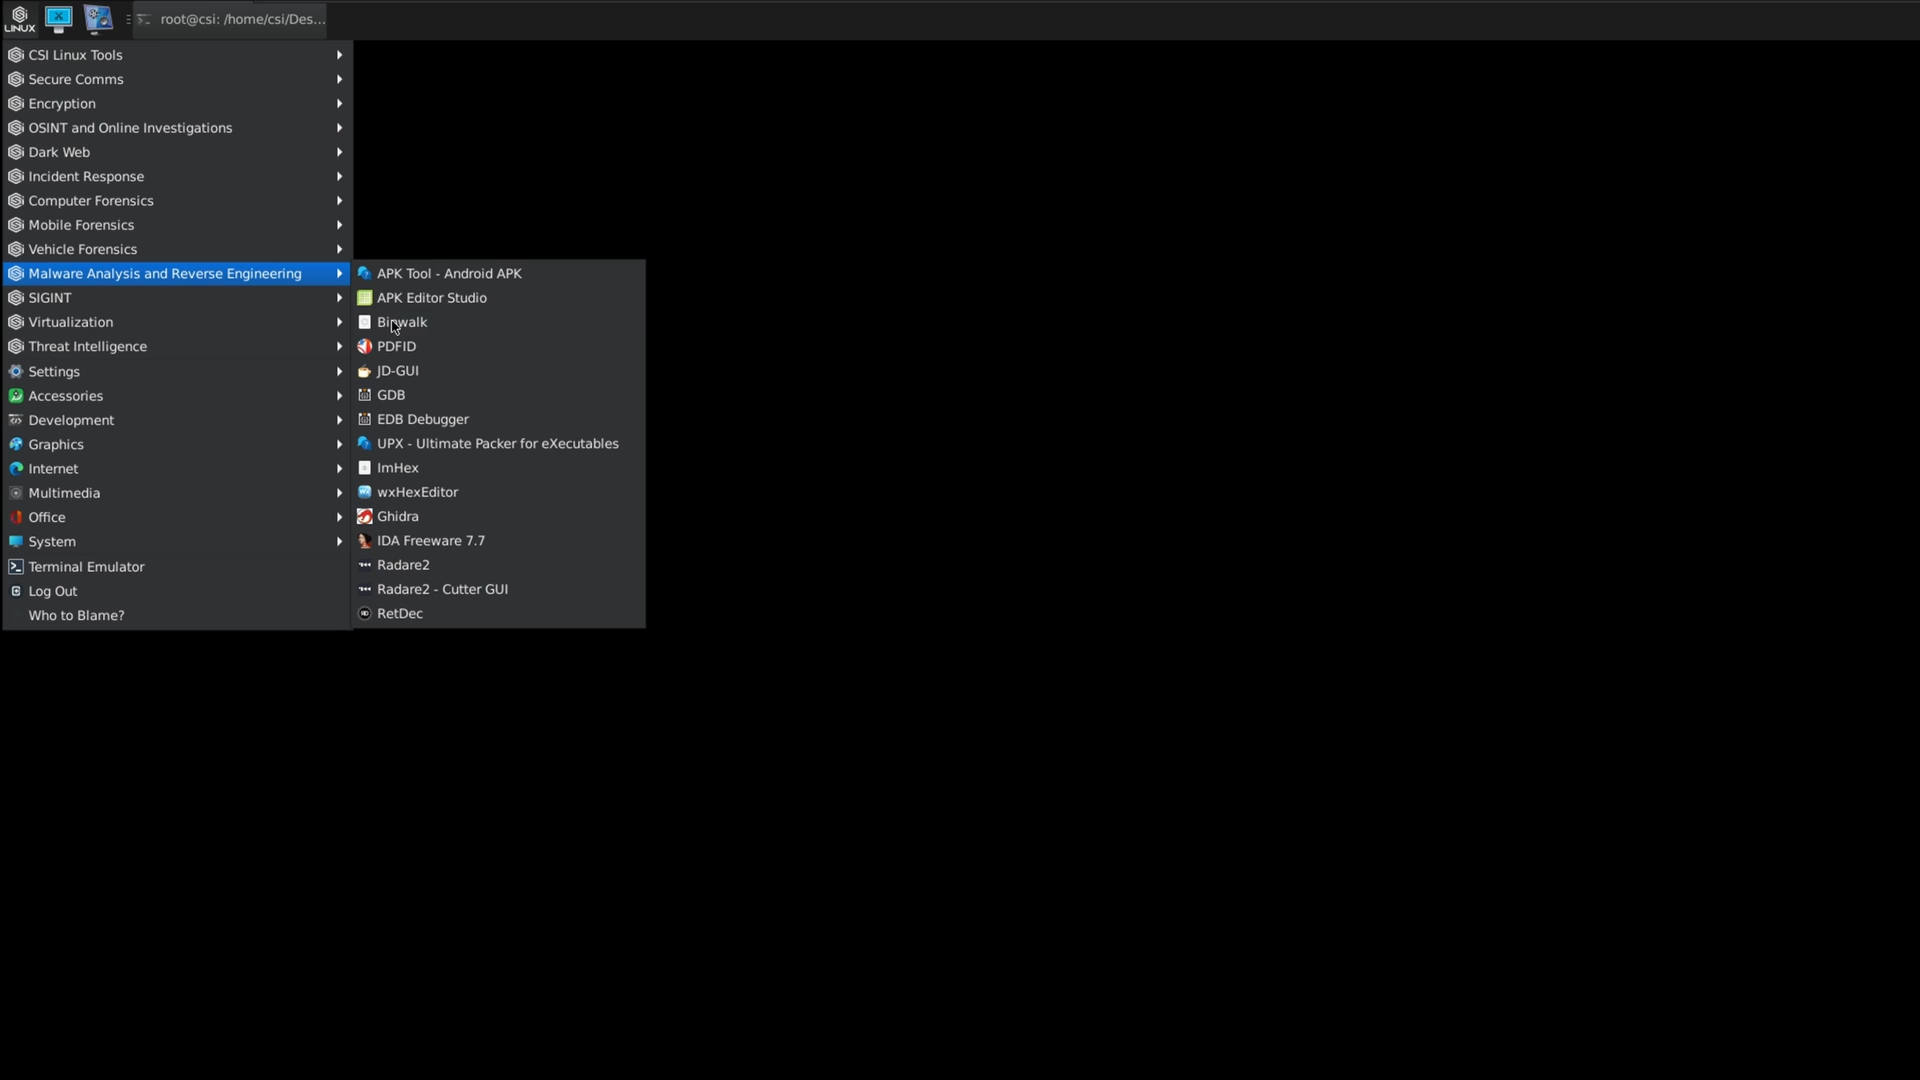 LINUX
root@csi: /home/csi/Des...
CSI Linux Tools
Secure Comms
Encryption
OSINT and Online Investigations
Dark Web
Incident Response
Computer Forensics
Mobile Forensics
Vehicle Forensics
Malware Analysis and Reverse Engineering
SIGINT
Virtualization
Threat Intelligence
Settings
Accessories
Development
Graphics
Internet
Multimedia
Office
System
Terminal Emulator
Log Out
Who to Blame?
APK Tool - Android APK
APK Editor Studio
Binwalk
PDFID
JD-GUI
GDB
EDB Debugger
UPX - Ultimate Packer for eXecutables
ImHex
wxHexEditor
Ghidra
IDA Freeware 7.7
Radare2
Radare2 - Cutter GUI
RetDec